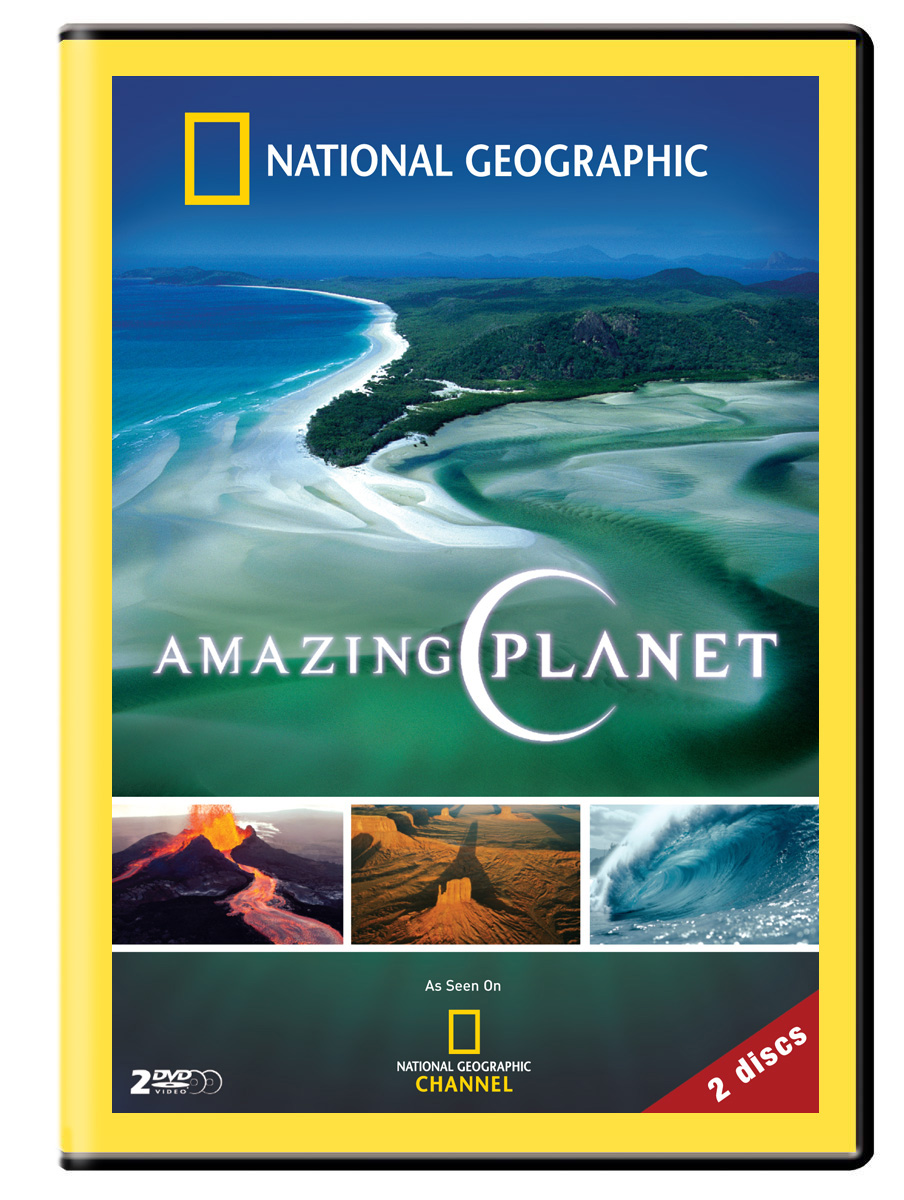 NATIONAL GEOGRAPHIC
AMAZING PLANET
As Seen On
NATIONAL GEOGRAPHIC
CHANNEL
2 DVD
VIDEO
2 discs